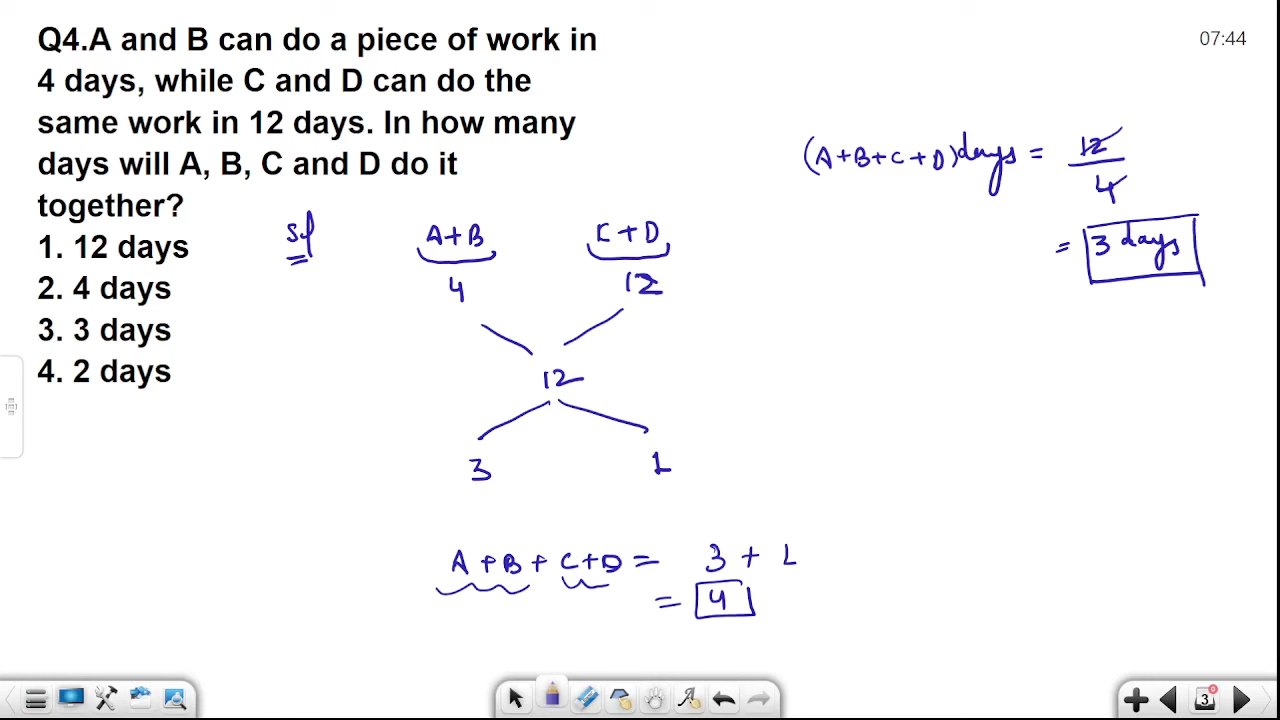 Q4.A and B can do a piece of work in
4 days, while C and D can do the
same work in 12 days. In how many
days will A, B, C and D do it
together?
1. 12 days
2. 4 days
3. 3 days
4. 2 days
07:44
Sol
A+B C+D
4 12
12
3 1
A+B+C+D = 3 + 1
= 4
(A+B+C+D) days = 12
4
= 3 days
3